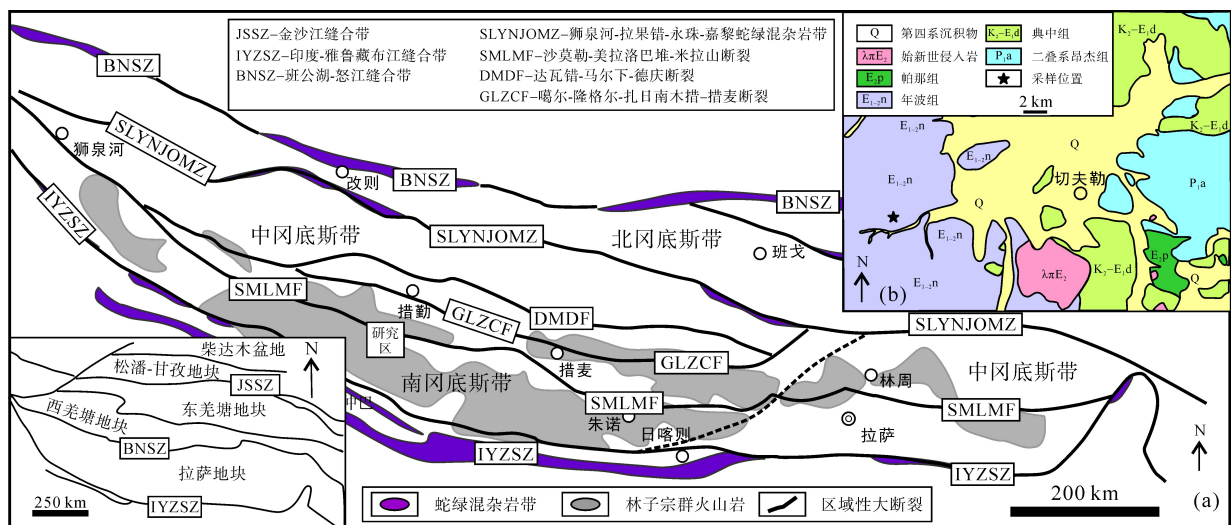 JSSZ–金沙江缝合带
IYZSZ–印度-雅鲁藏布江缝合带
BNSZ–班公湖-怒江缝合带
SLYNJOMZ–狮泉河-拉果错-永珠-嘉黎蛇绿混杂岩带
SMLMF–沙莫勒-美拉洛巴堆-米拉山断裂
DMDF–达瓦错-马尔下-德庆断裂
GLZCF–噶尔-隆格尔-扎日南木措-措麦断裂
BNSZ
SLYNJOMZ
狮泉河
改则
BNSZ
BNSZ
IYZSZ
中冈底斯带
SLYNJOMZ
北冈底斯带
班戈
SMLMF
措勤
GLZCF
DMDF
研究
区
措麦
GLZCF
SLYNJOMZ
南冈底斯带
林周
中冈底斯带
SMLMF
SMLMF
朱诺
日喀则
拉萨
中巴
IYZSZ
IYZSZ
N
200 km
(a)
柴达木盆地
N
松潘-甘孜地块
JSSZ
西羌塘地块
东羌塘地块
BNSZ
拉萨地块
250 km
IYZSZ
蛇绿混杂岩带
林子宗群火山岩
区域性大断裂
Q 第四系沉积物
λπE₂ 始新世侵入岩
E₂p 帕那组
E₁₋₂n 年波组
K₂–E₁d 典中组
P₁a 二叠系昂杰组
采样位置
2 km
K₂–E₁d
E₁₋₂n
Q
K₂–E₁d
E₁₋₂n
E₁₋₂n
切夫勒
P₁a
Q
N
E₁₋₂n
λπE₂
K₂–E₁d
E₂p
Q
(b)